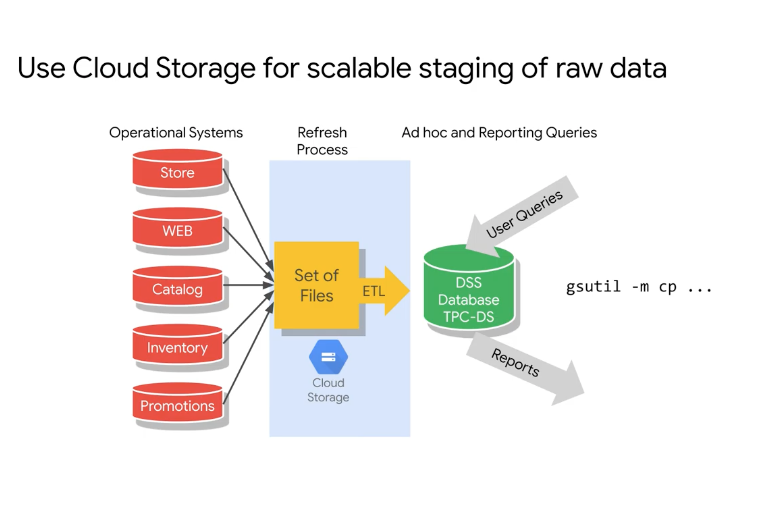 Use Cloud Storage for scalable staging of raw data
Operational Systems
Refresh
Process
Ad hoc and Reporting Queries
Store
WEB
Catalog
Inventory
Promotions
Set of
Files
ETL
Cloud
Storage
User Queries
DSS
Database
TPC-DS
Reports
gsutil -m cp ...